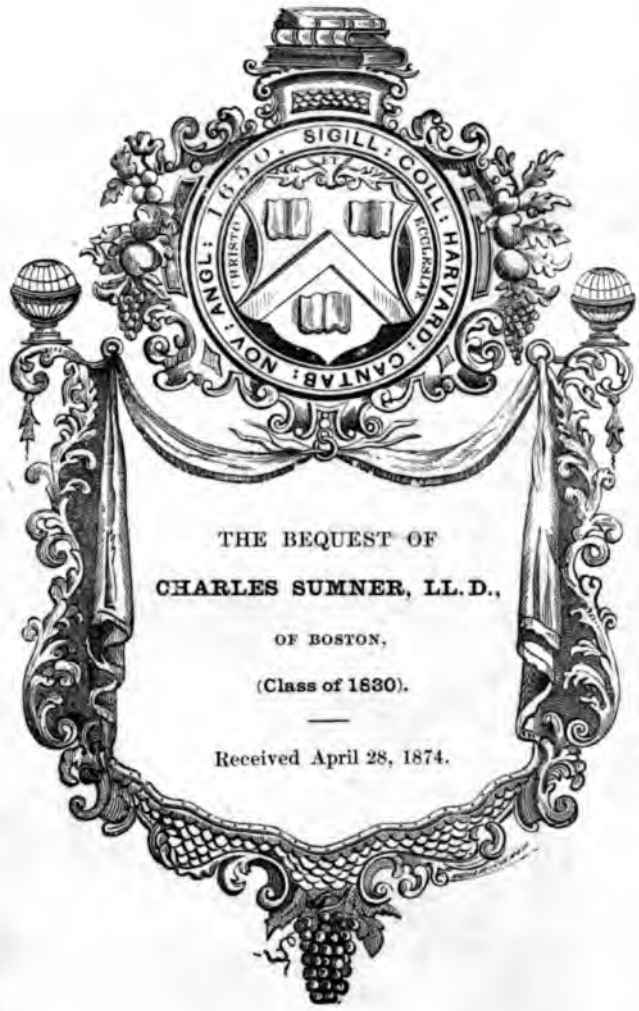 SIGILL : COLL : HARVARD : CANTAB : NOV : ANGL : 1650.
CHRISTO
ET
ECCLESIAE
THE BEQUEST OF
CHARLES SUMNER, LL. D.,
OF BOSTON,
(Class of 1830).
Received April 28, 1874.